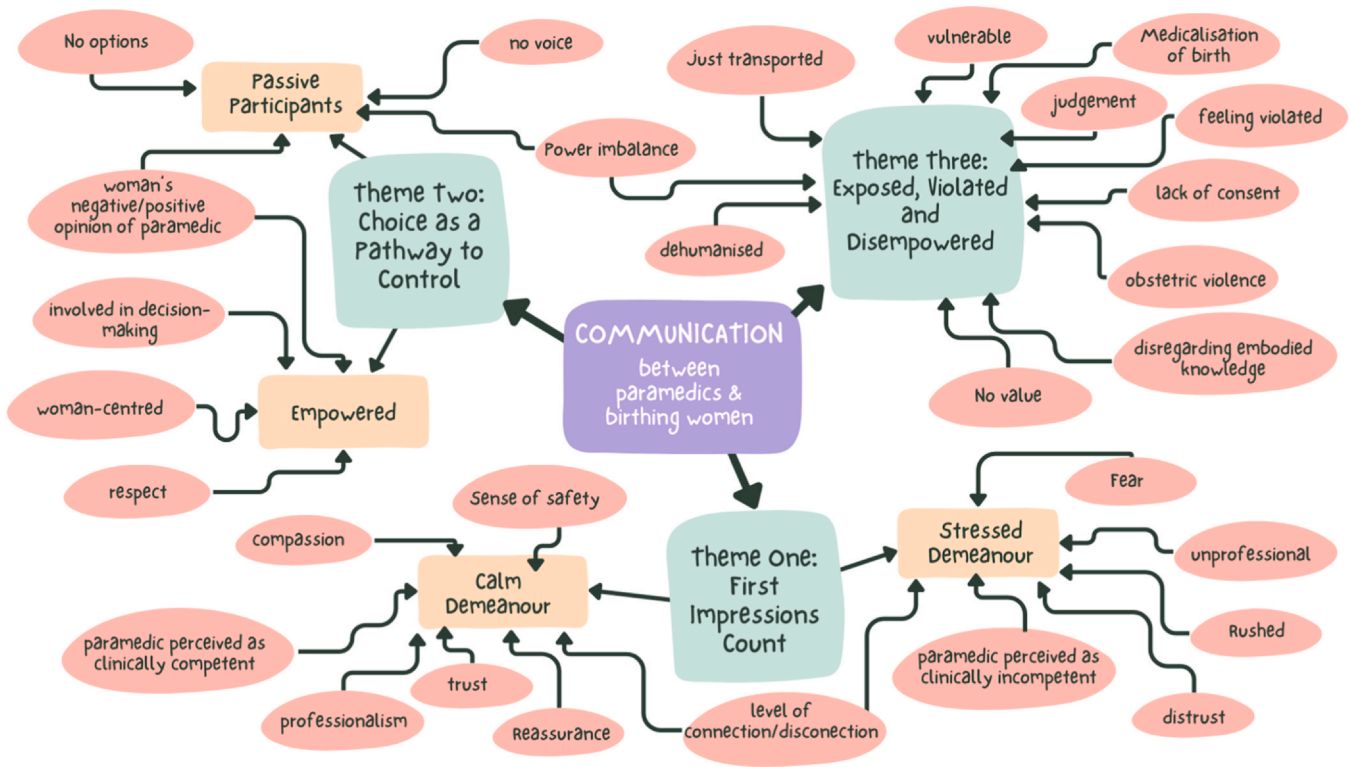 No options
no voice
Passive
Participants
Power imbalance
woman's
negative/positive
opinion of paramedic
Theme Two:
Choice as a
Pathway to
Control
involved in decision-
making
woman-centred
Empowered
respect
just transported
vulnerable
Medicalisation
of birth
judgement
feeling violated
Theme Three:
Exposed, Violated
and
Disempowered
lack of consent
dehumanised
obstetric violence
disregarding embodied
knowledge
No value
COMMUNICATION
between
paramedics &
birthing women
Sense of safety
compassion
Calm
Demeanour
paramedic perceived as
clinically competent
professionalism
trust
Reassurance
level of
connection/disconection
Theme One:
First
Impressions
Count
Fear
Stressed
Demeanour
unprofessional
Rushed
paramedic perceived as
clinically incompetent
distrust